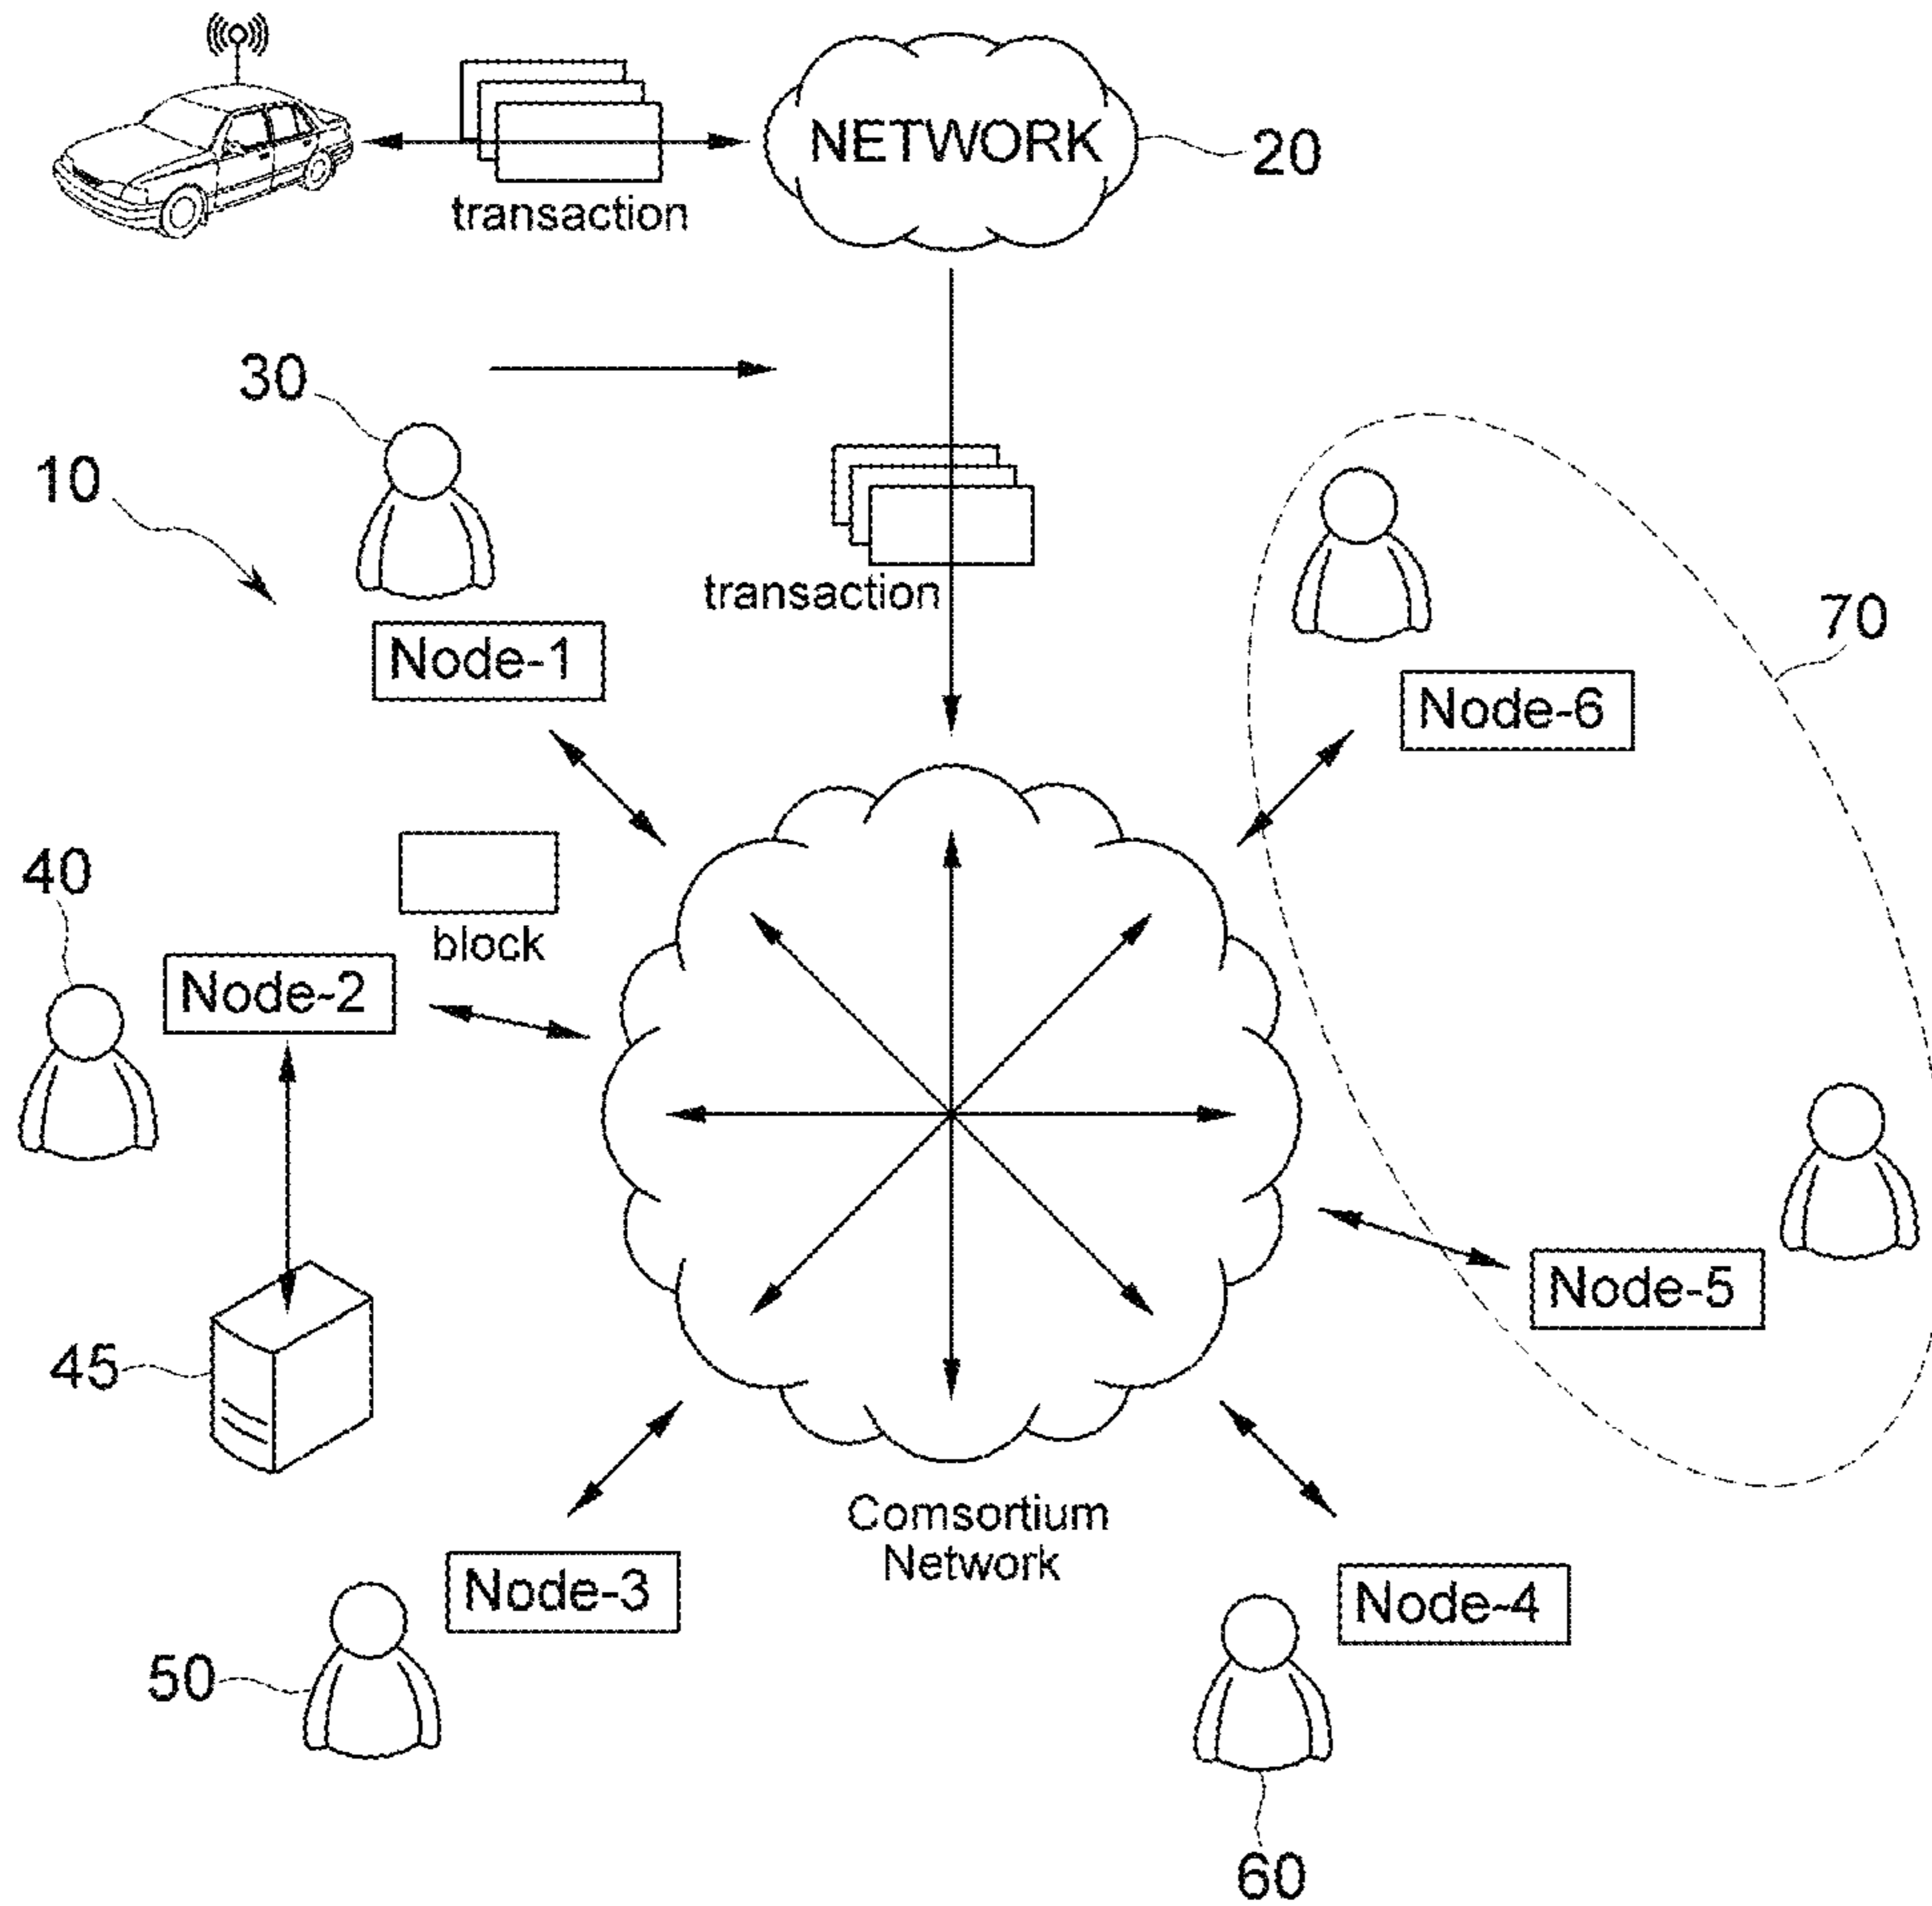 NETWORK
20
transaction
30
10
transaction
70
Node-1
Node-6
40
block
Node-2
Node-5
45
Comsortium
Network
Node-3
Node-4
50
60